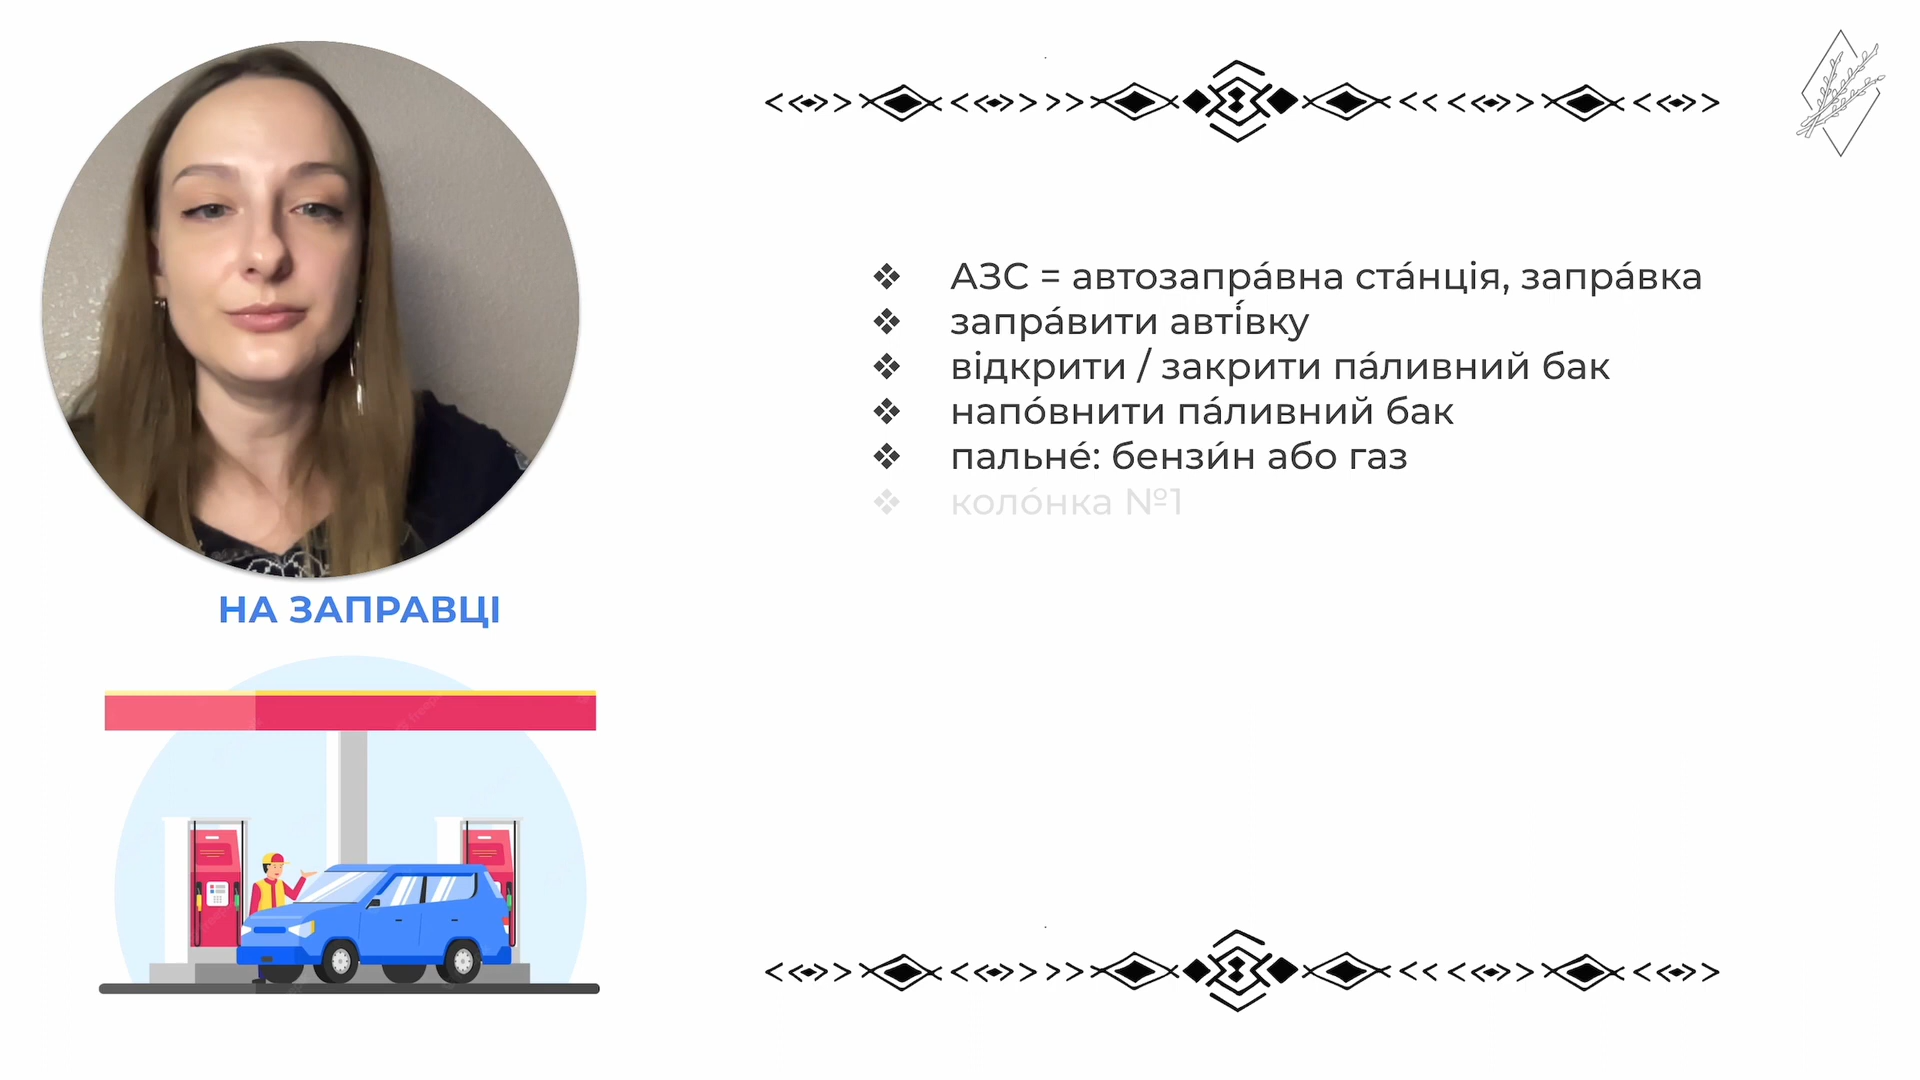 АЗС = автозапра́вна ста́нція, запра́вка
запра́вити авті́вку
відкрити / закрити па́ливний бак
напо́внити па́ливний бак
пальне́: бензи́н або газ
коло́нка №1
НА ЗАПРАВЦІ